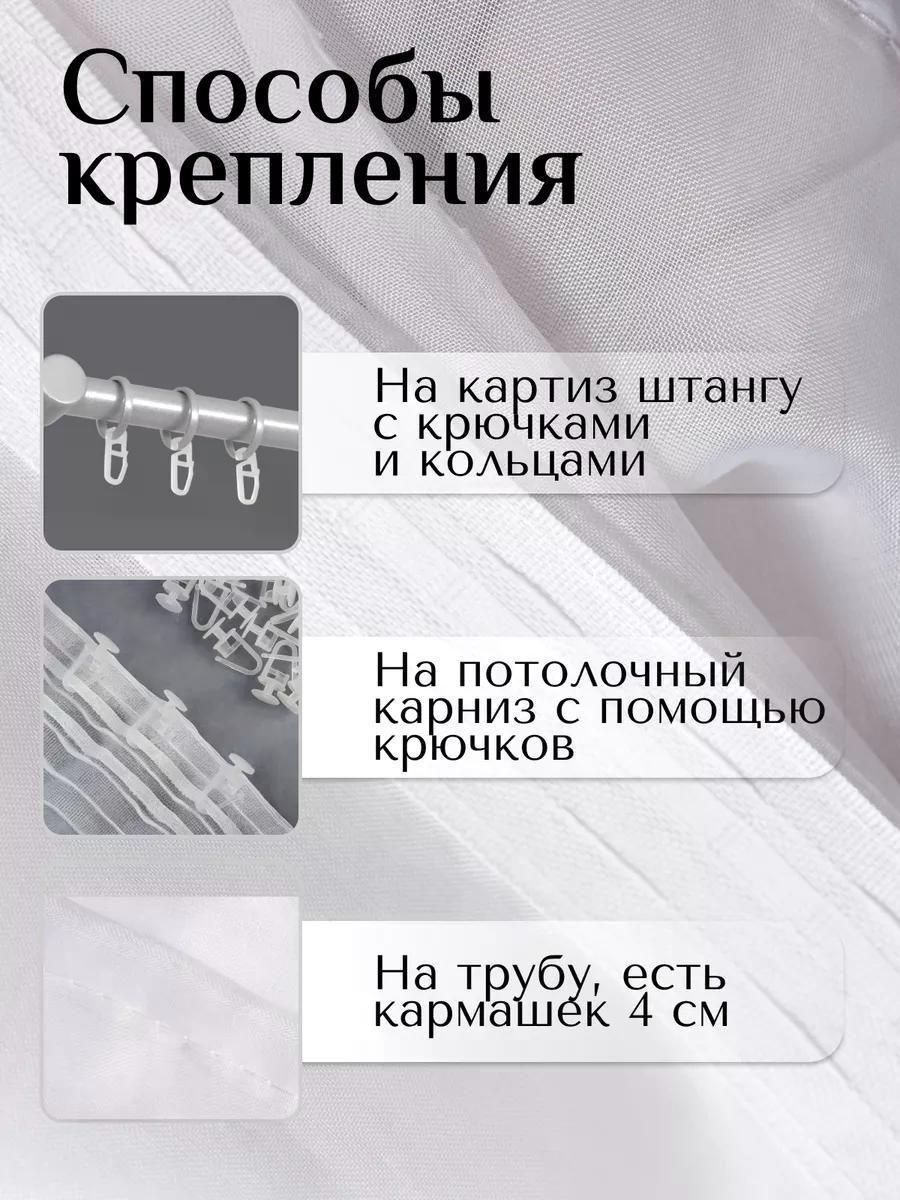 Способы
крепления
На картиз штангу
с крючками
и кольцами
На потолочный
карниз с помощью
крючков
На трубу, есть
кармашек 4 см